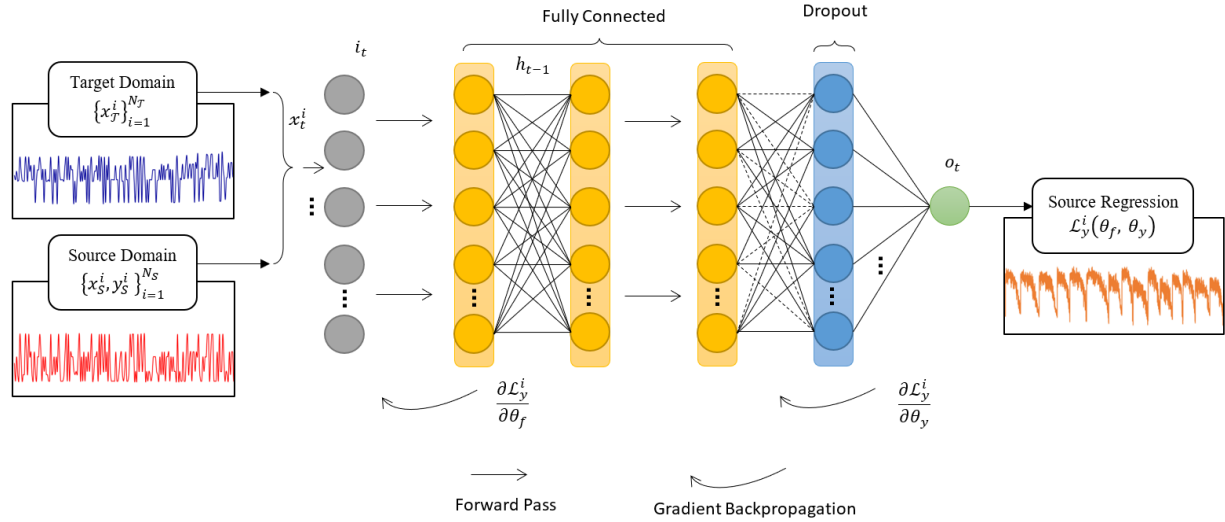 Fully Connected
Dropout
i_t
h_{t-1}
Target Domain
{x_𝒯^i}_{i=1}^{N_𝒯}
x_t^i
o_t
Source Regression
ℒ_y^i(θ_f, θ_y)
Source Domain
{x_S^i, y_S^i}_{i=1}^{N_S}
∂ℒ_y^i
∂θ_f
∂ℒ_y^i
∂θ_y
Forward Pass
Gradient Backpropagation